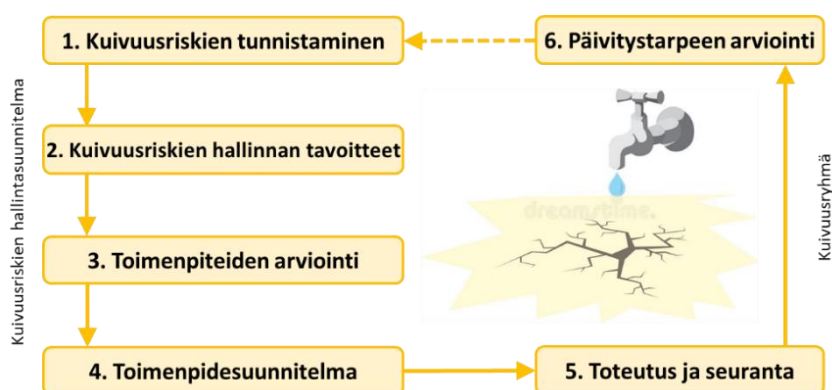 1. Kuivuusriskien tunnistaminen
6. Päivitystarpeen arviointi
2. Kuivuusriskien hallinnan tavoitteet
3. Toimenpiteiden arviointi
4. Toimenpidesuunnitelma
5. Toteutus ja seuranta
Kuivuusriskien hallintasuunnitelma
Kuivuusryhmä
dreamstime.